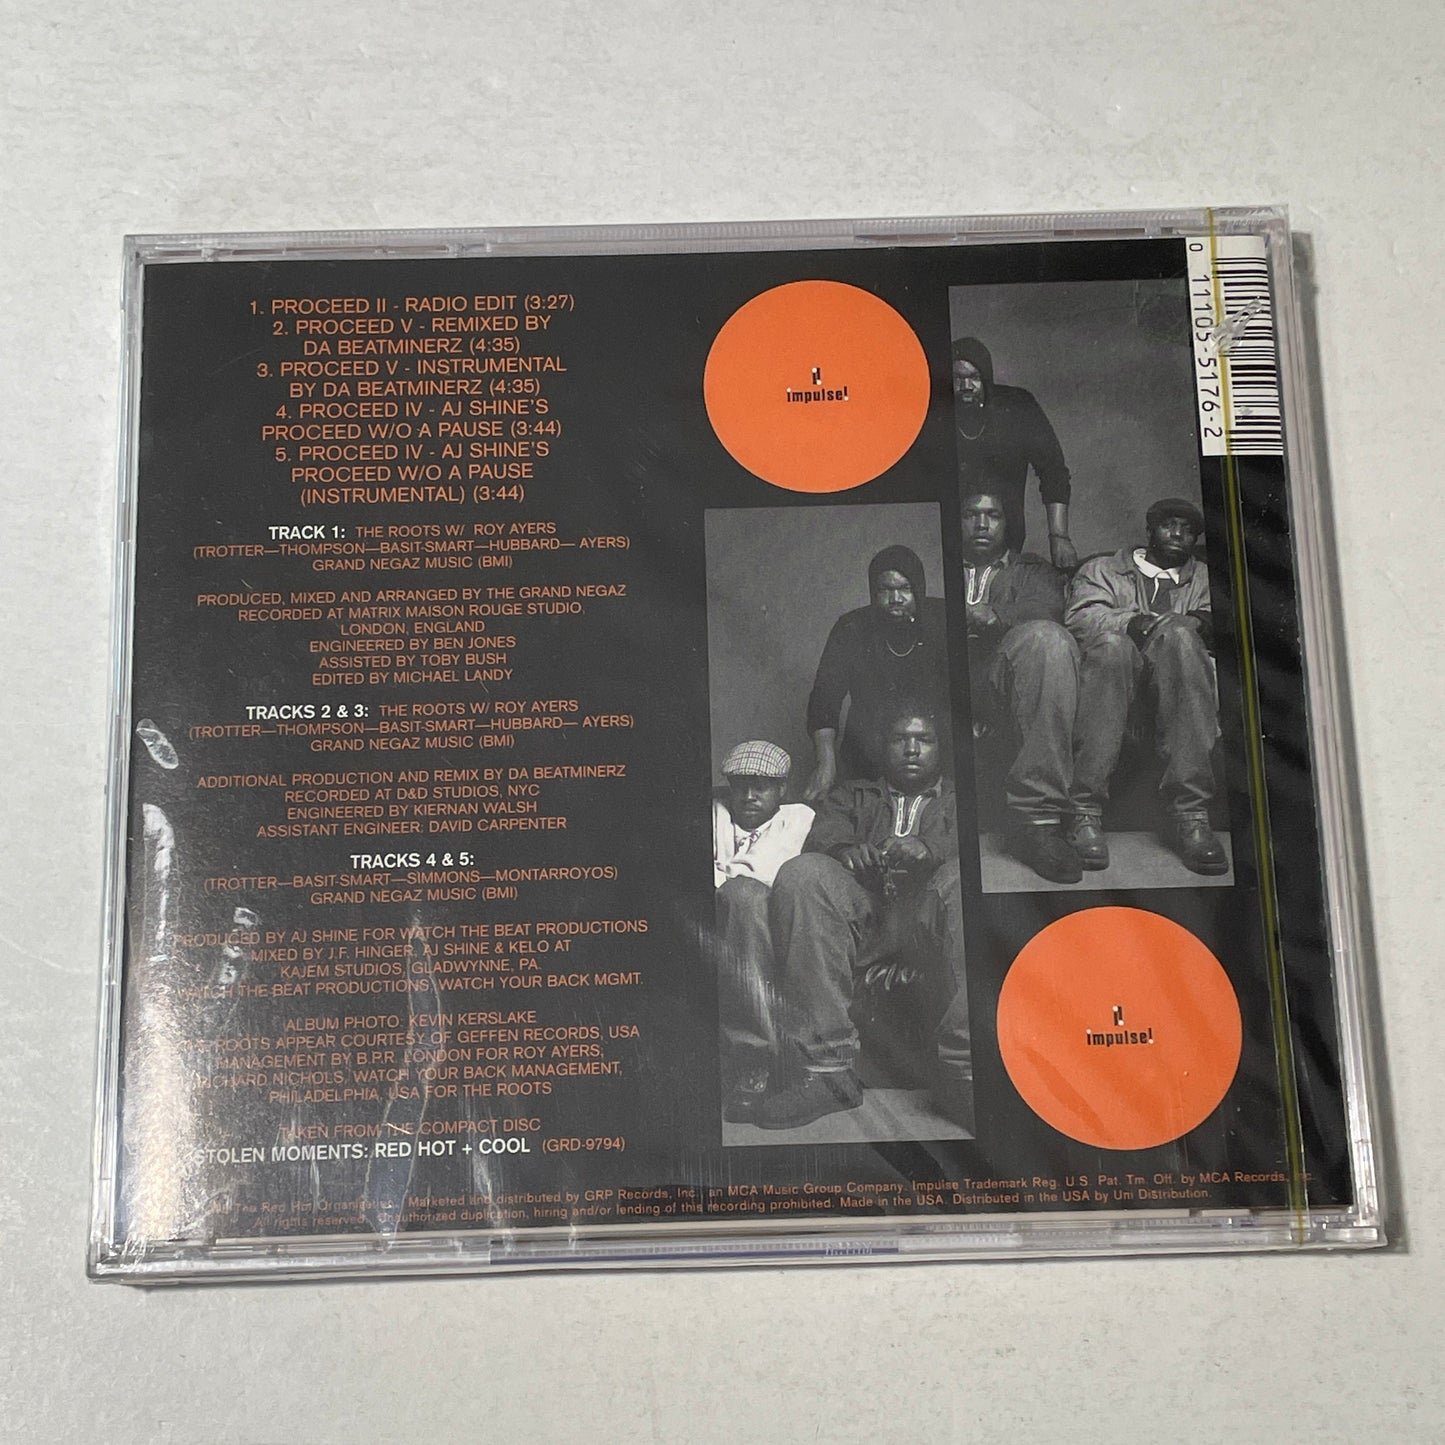 1. PROCEED II - RADIO EDIT (3:27)
2. PROCEED V - REMIXED BY
DA BEATMINERZ (4:35)
3. PROCEED V - INSTRUMENTAL
BY DA BEATMINERZ (4:35)
4. PROCEED IV - AJ SHINE'S
PROCEED W/O A PAUSE (3:44)
5. PROCEED IV - AJ SHINE'S
PROCEED W/O A PAUSE
(INSTRUMENTAL) (3:44)
TRACK 1: THE ROOTS W/ ROY AYERS
(TROTTER—THOMPSON—BASIT-SMART—HUBBARD— AYERS)
GRAND NEGAZ MUSIC (BMI)
PRODUCED, MIXED AND ARRANGED BY THE GRAND NEGAZ
RECORDED AT MATRIX MAISON ROUGE STUDIO,
LONDON, ENGLAND
ENGINEERED BY BEN JONES
ASSISTED BY TOBY BUSH
EDITED BY MICHAEL LANDY
TRACKS 2 & 3: THE ROOTS W/ ROY AYERS
(TROTTER—THOMPSON—BASIT-SMART—HUBBARD— AYERS)
GRAND NEGAZ MUSIC (BMI)
ADDITIONAL PRODUCTION AND REMIX BY DA BEATMINERZ
RECORDED AT D&D STUDIOS, NYC
ENGINEERED BY KIERNAN WALSH
ASSISTANT ENGINEER: DAVID CARPENTER
TRACKS 4 & 5:
(TROTTER—BASIT-SMART—SIMMONS—MONTARROYOS)
GRAND NEGAZ MUSIC (BMI)
PRODUCED BY AJ SHINE FOR WATCH THE BEAT PRODUCTIONS
MIXED BY J.F. HINGER, AJ SHINE & KELO AT
KAJEM STUDIOS, GLADWYNNE, PA.
WATCH THE BEAT PRODUCTIONS, WATCH YOUR BACK MGMT.
ALBUM PHOTO: KEVIN KERSLAKE
ROOTS APPEAR COURTESY OF GEFFEN RECORDS, USA
MANAGEMENT BY B.P.R. LONDON FOR ROY AYERS;
RICHARD NICHOLS, WATCH YOUR BACK MANAGEMENT,
PHILADELPHIA, USA FOR THE ROOTS
TAKEN FROM THE COMPACT DISC
STOLEN MOMENTS: RED HOT + COOL (GRD-9794)
The Red Hot Organization. Marketed and distributed by GRP Records, Inc., an MCA Music Group Company. Impulse Trademark Reg. U.S. Pat. Tm. Off. by MCA Records, Inc.
All rights reserved. Unauthorized duplication, hiring and/or lending of this recording prohibited. Made in the USA. Distributed in the USA by Uni Distribution.
impulse!
impulse!
0 11105-5176-2